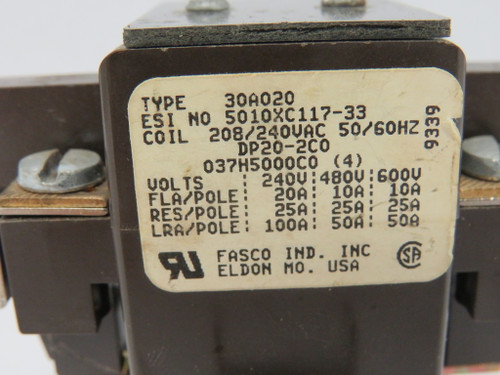 TYPE 30A020
ESI NO 5010XC117-33
COIL 208/240VAC 50/60HZ
DP20-2C0
037H5000C0 (4)
9339
VOLTS 240V 480V 600V
FLA/POLE 20A 10A 10A
RES/POLE 25A 25A 25A
LRA/POLE 100A 50A 50A
FASCO IND. INC
ELDON MO. USA